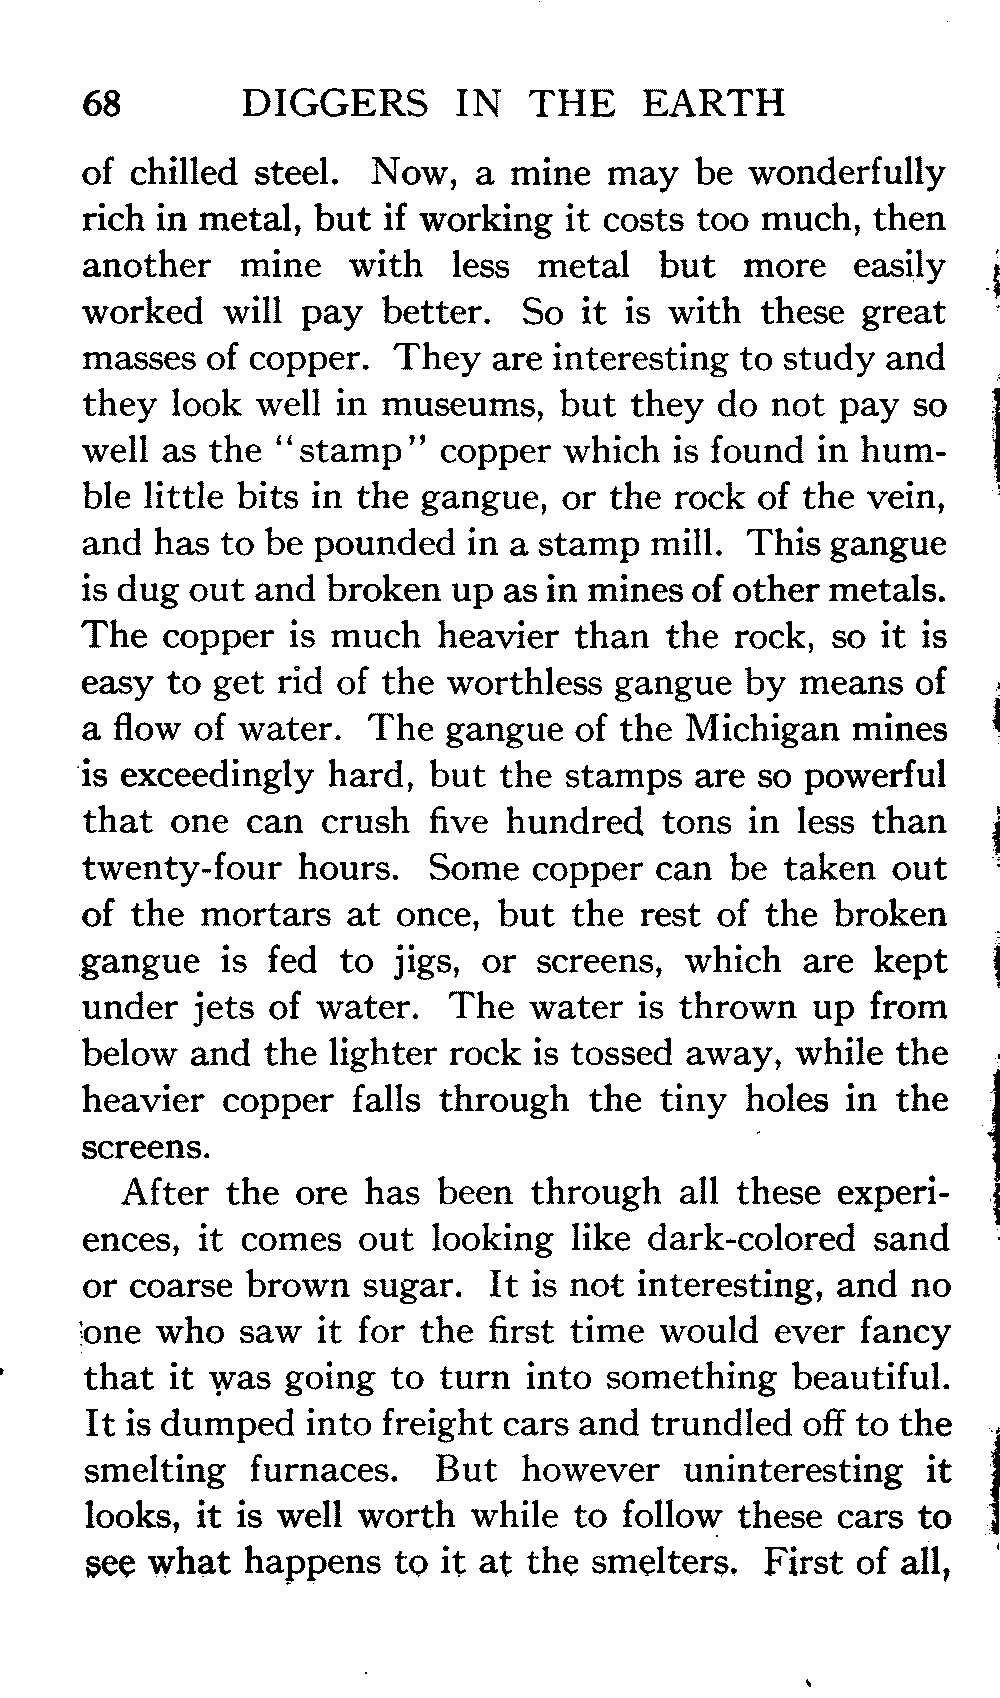 68 DIGGERS IN THE EARTH
of chilled steel. Now, a mine may be wonderfully
rich in metal, but if working it costs too much, then
another mine with less metal but more easily
worked will pay better. So it is with these great
masses of copper. They are interesting to study and
they look well in museums, but they do not pay so
well as the "stamp" copper which is found in hum-
ble little bits in the gangue, or the rock of the vein,
and has to be pounded in a stamp mill. This gangue
is dug out and broken up as in mines of other metals.
The copper is much heavier than the rock, so it is
easy to get rid of the worthless gangue by means of
a flow of water. The gangue of the Michigan mines
is exceedingly hard, but the stamps are so powerful
that one can crush five hundred tons in less than
twenty-four hours. Some copper can be taken out
of the mortars at once, but the rest of the broken
gangue is fed to jigs, or screens, which are kept
under jets of water. The water is thrown up from
below and the lighter rock is tossed away, while the
heavier copper falls through the tiny holes in the
screens.
After the ore has been through all these experi-
ences, it comes out looking like dark-colored sand
or coarse brown sugar. It is not interesting, and no
one who saw it for the first time would ever fancy
that it was going to turn into something beautiful.
It is dumped into freight cars and trundled off to the
smelting furnaces. But however uninteresting it
looks, it is well worth while to follow these cars to
see what happens to it at the smelters. First of all,